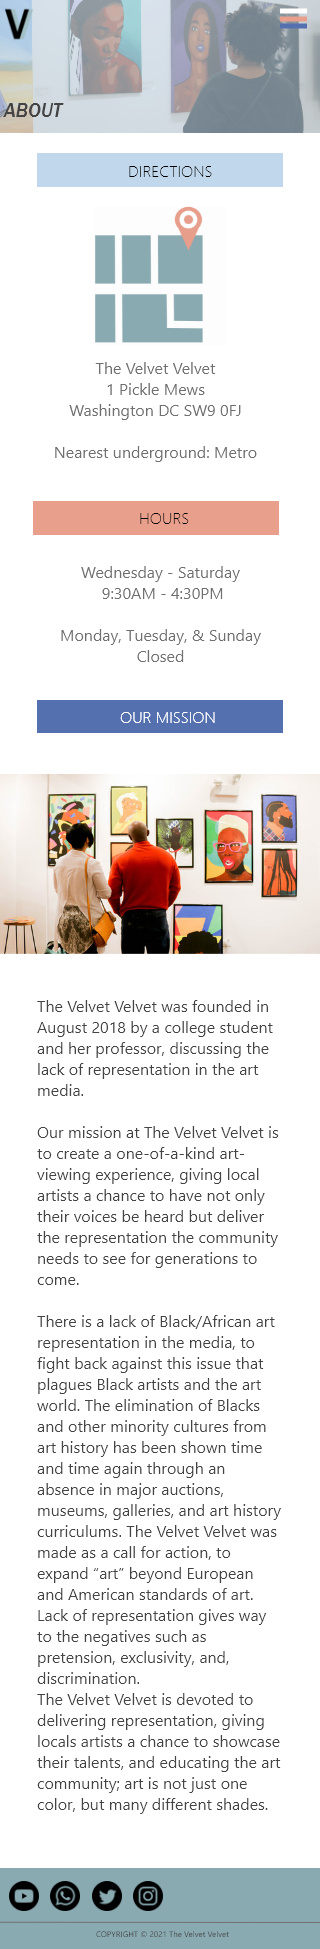 V
ABOUT
DIRECTIONS
The Velvet Velvet
1 Pickle Mews
Washington DC SW9 0FJ
Nearest underground: Metro
HOURS
Wednesday - Saturday
9:30AM - 4:30PM
Monday, Tuesday, & Sunday
Closed
OUR MISSION
The Velvet Velvet was founded in
August 2018 by a college student
and her professor, discussing the
lack of representation in the art
media.
Our mission at The Velvet Velvet is
to create a one-of-a-kind art-
viewing experience, giving local
artists a chance to have not only
their voices be heard but deliver
the representation the community
needs to see for generations to
come.
There is a lack of Black/African art
representation in the media, to
fight back against this issue that
plagues Black artists and the art
world. The elimination of Blacks
and other minority cultures from
art history has been shown time
and time again through an
absence in major auctions,
museums, galleries, and art history
curriculums. The Velvet Velvet was
made as a call for action, to
expand “art” beyond European
and American standards of art.
Lack of representation gives way
to the negatives such as
pretension, exclusivity, and,
discrimination.
The Velvet Velvet is devoted to
delivering representation, giving
locals artists a chance to showcase
their talents, and educating the art
community; art is not just one
color, but many different shades.
COPYRIGHT © 2021 The Velvet Velvet